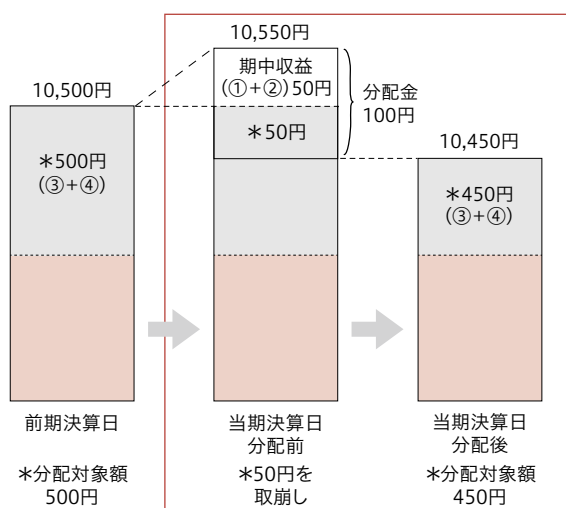 10,550円
期中収益
(①+②)50円
分配金
100円
10,500円
＊50円
10,450円
＊500円
(③+④)
＊450円
(③+④)
前期決算日
当期決算日
分配前
当期決算日
分配後
＊分配対象額
500円
＊50円を
取崩し
＊分配対象額
450円